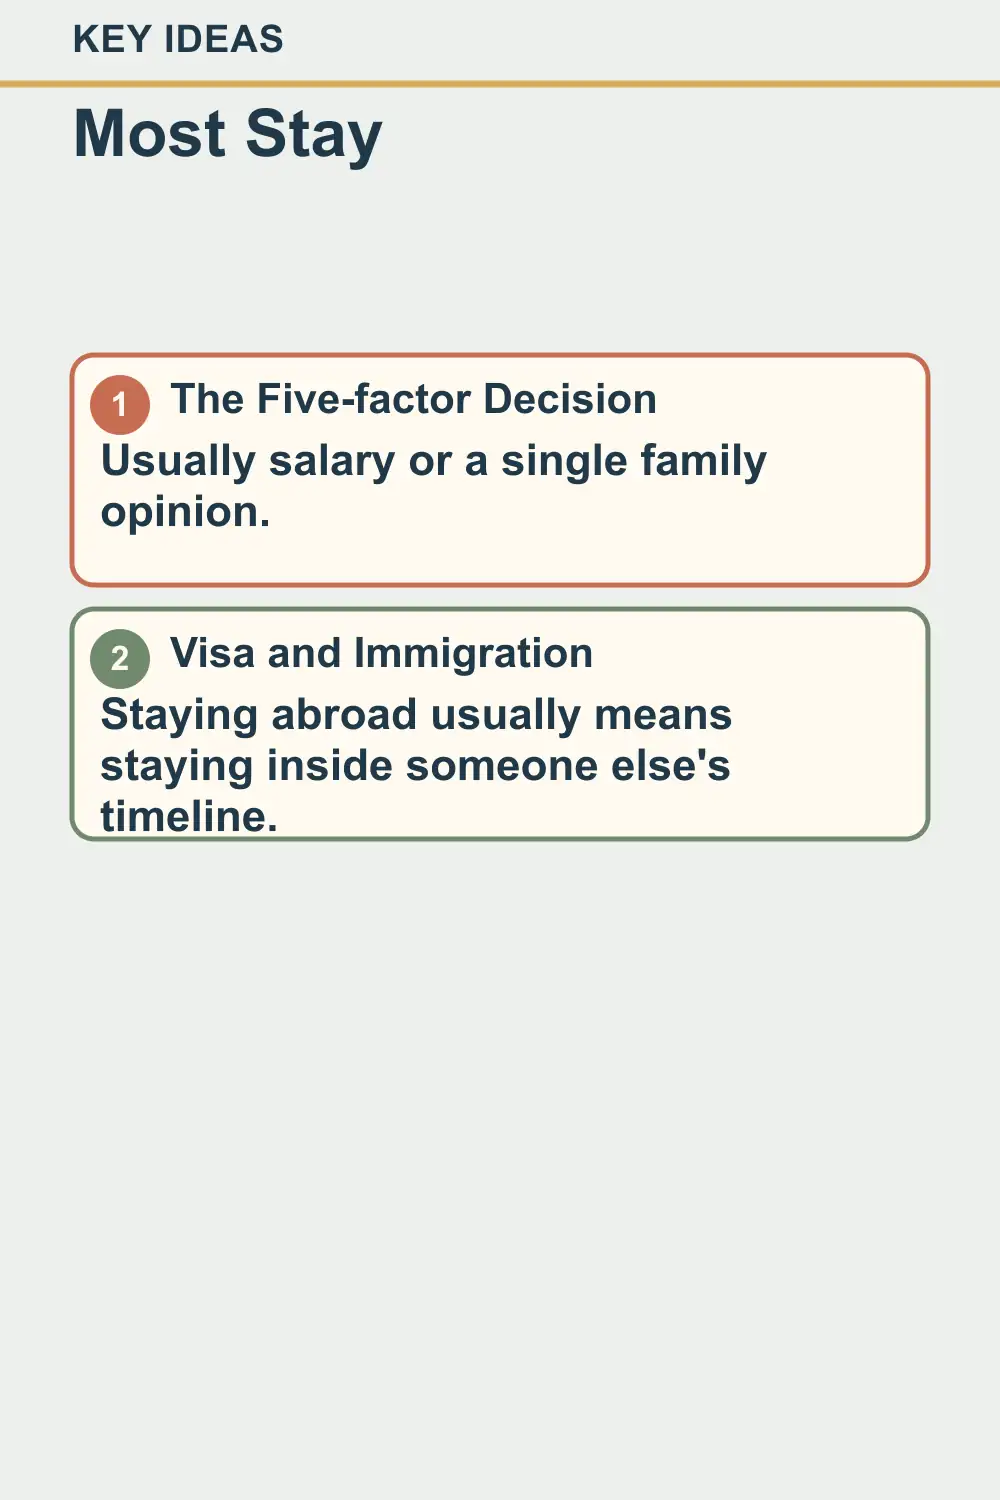 KEY IDEAS
Most Stay
1 The Five-factor Decision
Usually salary or a single family
opinion.
2 Visa and Immigration
Staying abroad usually means
staying inside someone else's
timeline.